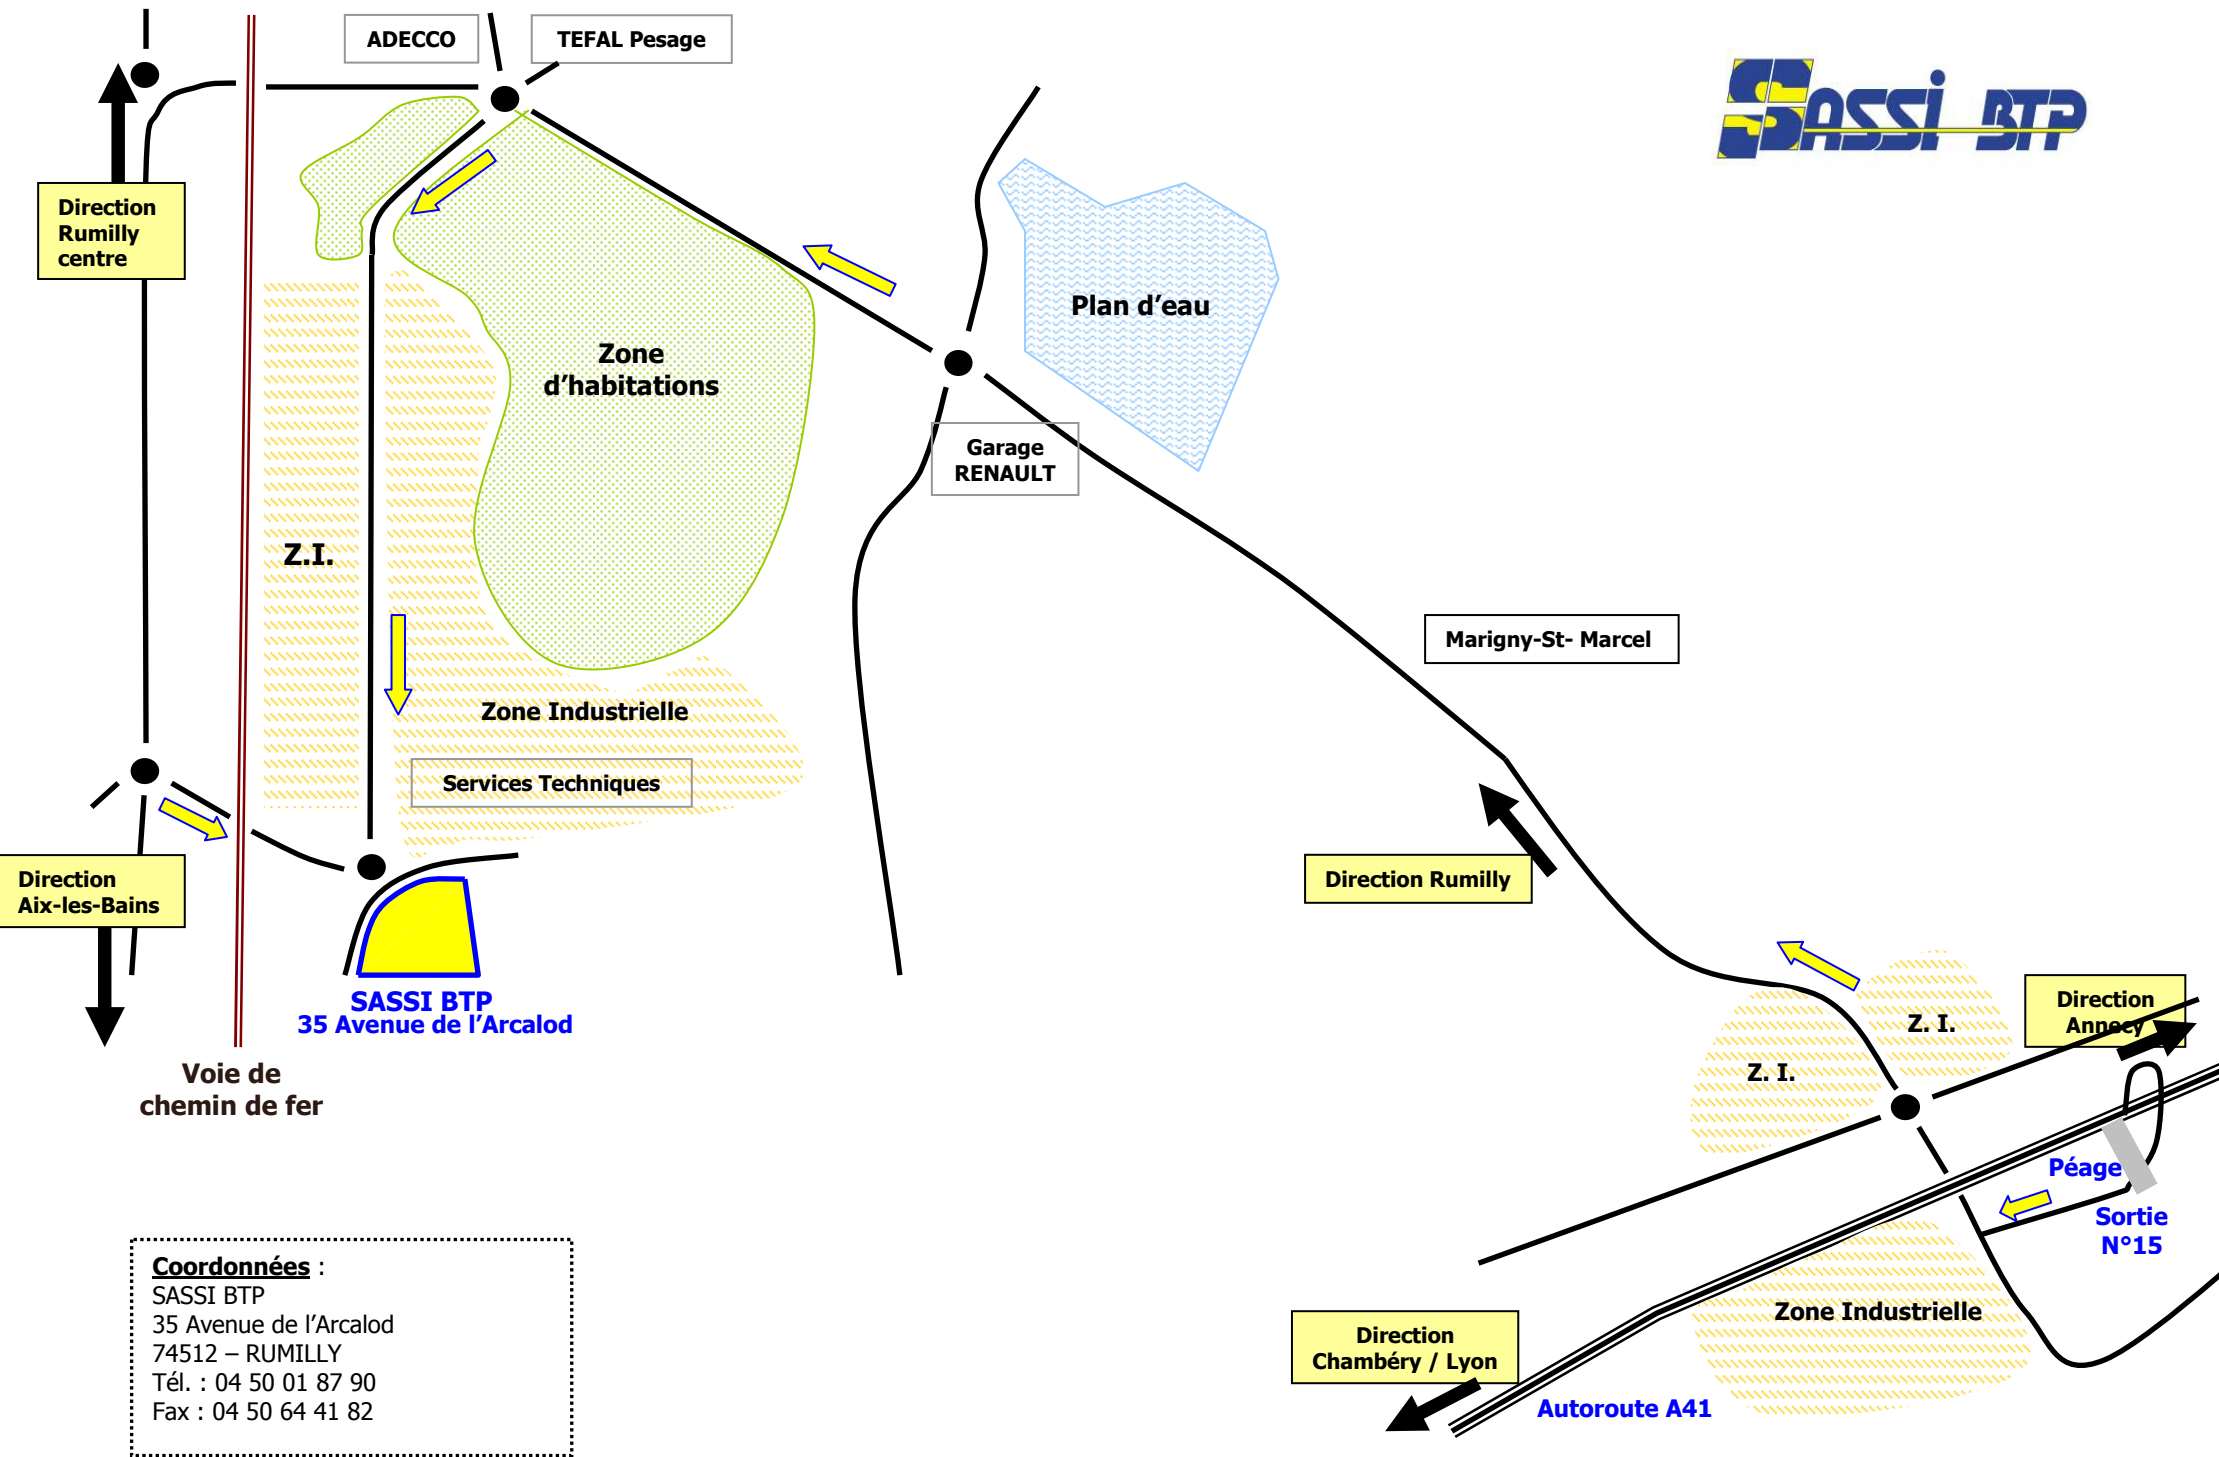 ADECCO
TEFAL Pesage
SASSI BTP
Direction
Rumilly
centre
Plan d’eau
Zone
d’habitations
Garage
RENAULT
Z.I.
Marigny-St- Marcel
Zone Industrielle
Services Techniques
Direction
Aix-les-Bains
Direction Rumilly
SASSI BTP
35 Avenue de l’Arcalod
Direction
Annecy
Z. I.
Z. I.
Voie de
chemin de fer
Péage
Sortie
N°15
Coordonnées :
SASSI BTP
35 Avenue de l’Arcalod
74512 – RUMILLY
Tél. : 04 50 01 87 90
Fax : 04 50 64 41 82
Zone Industrielle
Direction
Chambéry / Lyon
Autoroute A41